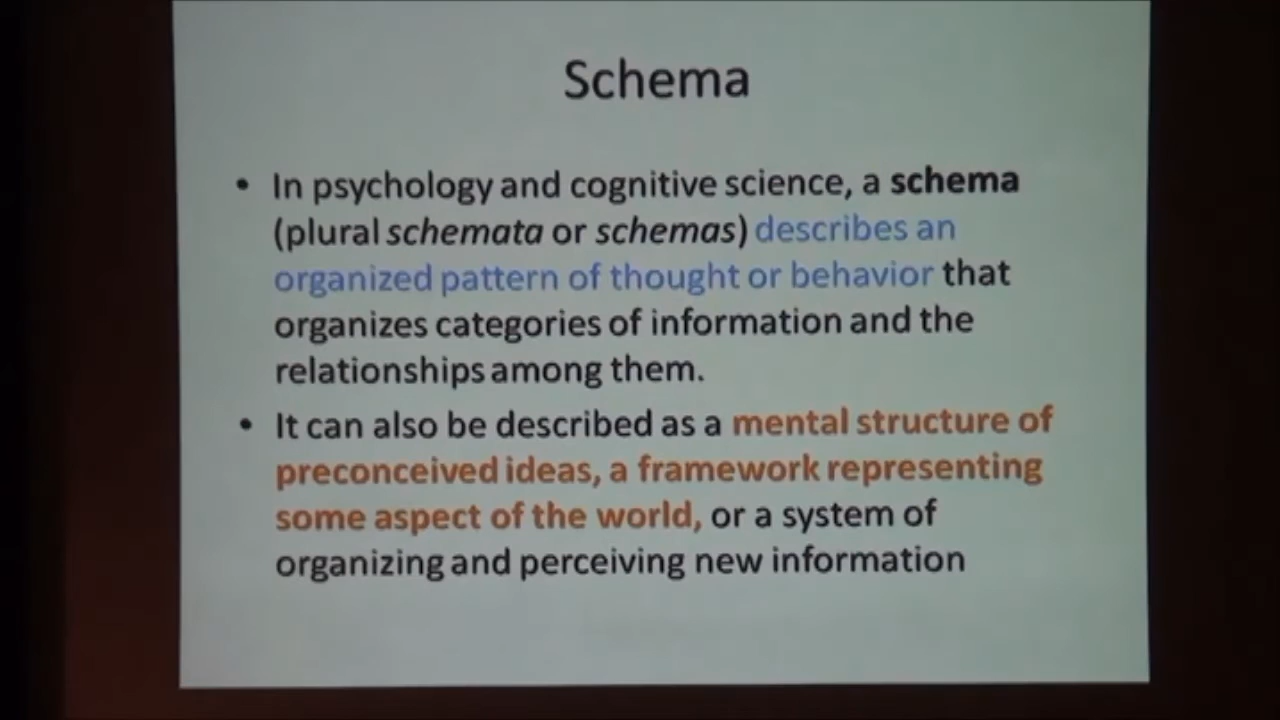 Schema
• In psychology and cognitive science, a schema
(plural schemata or schemas) describes an
organized pattern of thought or behavior that
organizes categories of information and the
relationships among them.
• It can also be described as a mental structure of
preconceived ideas, a framework representing
some aspect of the world, or a system of
organizing and perceiving new information